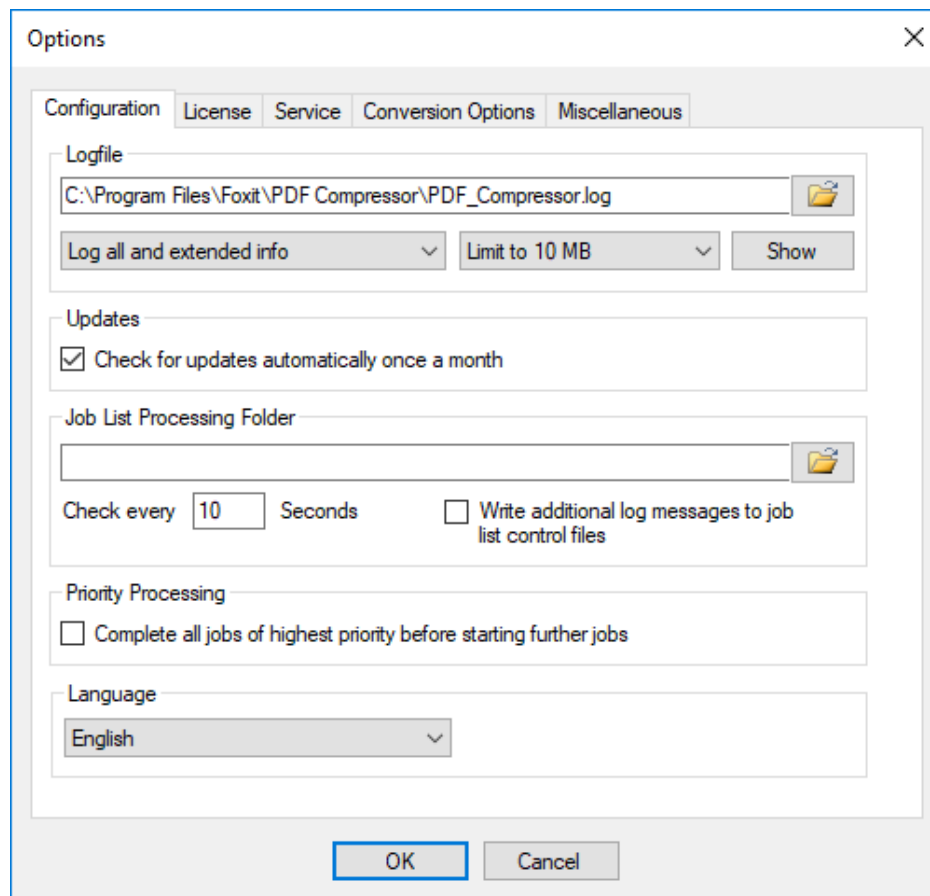 Options
Configuration License Service Conversion Options Miscellaneous
Logfile
C:\Program Files\Foxit\PDF Compressor\PDF_Compressor.log
Log all and extended info Limit to 10 MB Show
Updates
Check for updates automatically once a month
Job List Processing Folder
Check every 10 Seconds Write additional log messages to job
list control files
Priority Processing
Complete all jobs of highest priority before starting further jobs
Language
English
OK Cancel